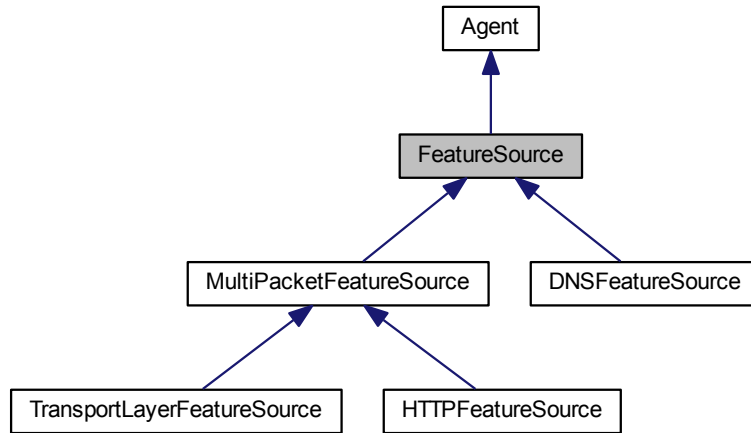 Agent
FeatureSource
MultiPacketFeatureSource
DNSFeatureSource
TransportLayerFeatureSource
HTTPFeatureSource